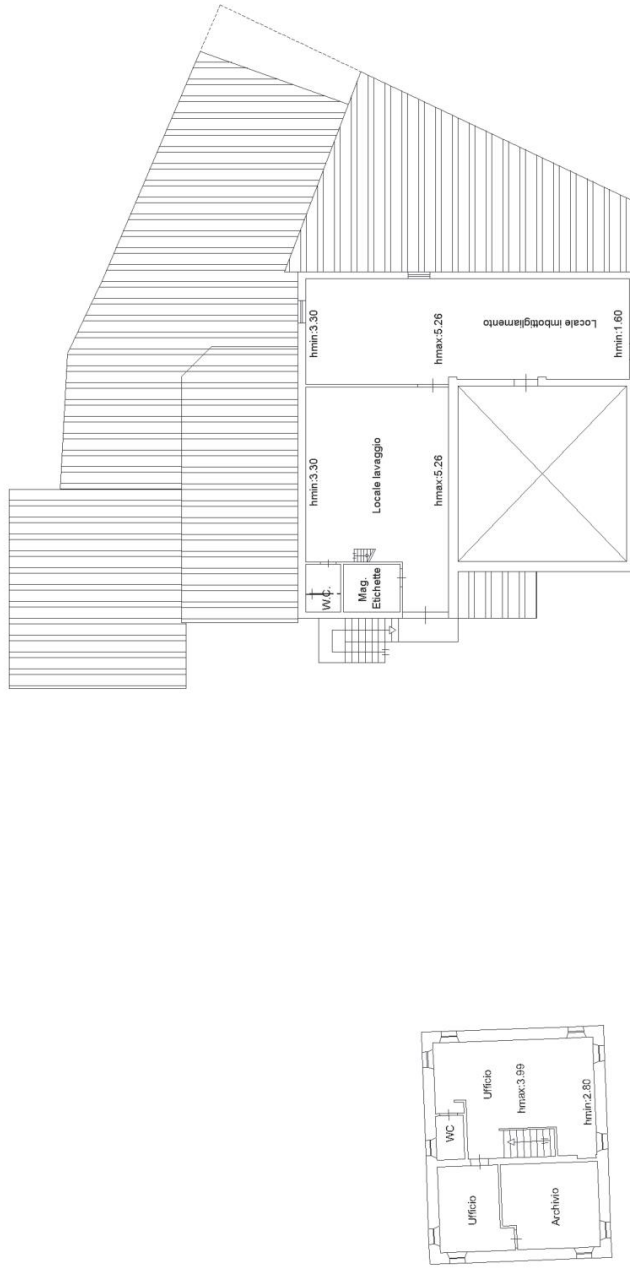 hmin:3.30
hmax:5.26
Locale imbottigliamento
hmin:1.60
hmin:3.30
Locale lavaggio
hmax:5.26
W.C.
Mag.
Etichette
Ufficio
hmax:3.99
hmin:2.80
WC
Ufficio
Archivio